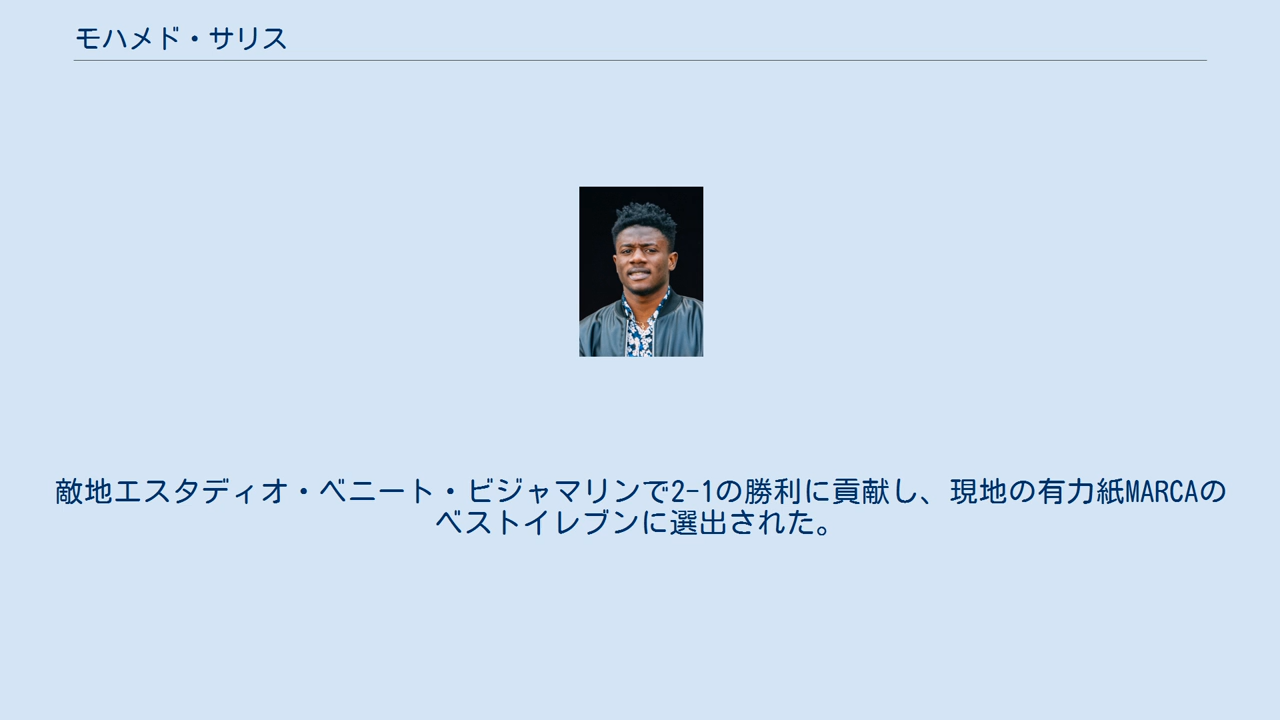 モハメド・サリス
敵地エスタディオ・ベニート・ビジャマリンで2-1の勝利に貢献し、現地の有力紙MARCAの
ベストイレブンに選出された。